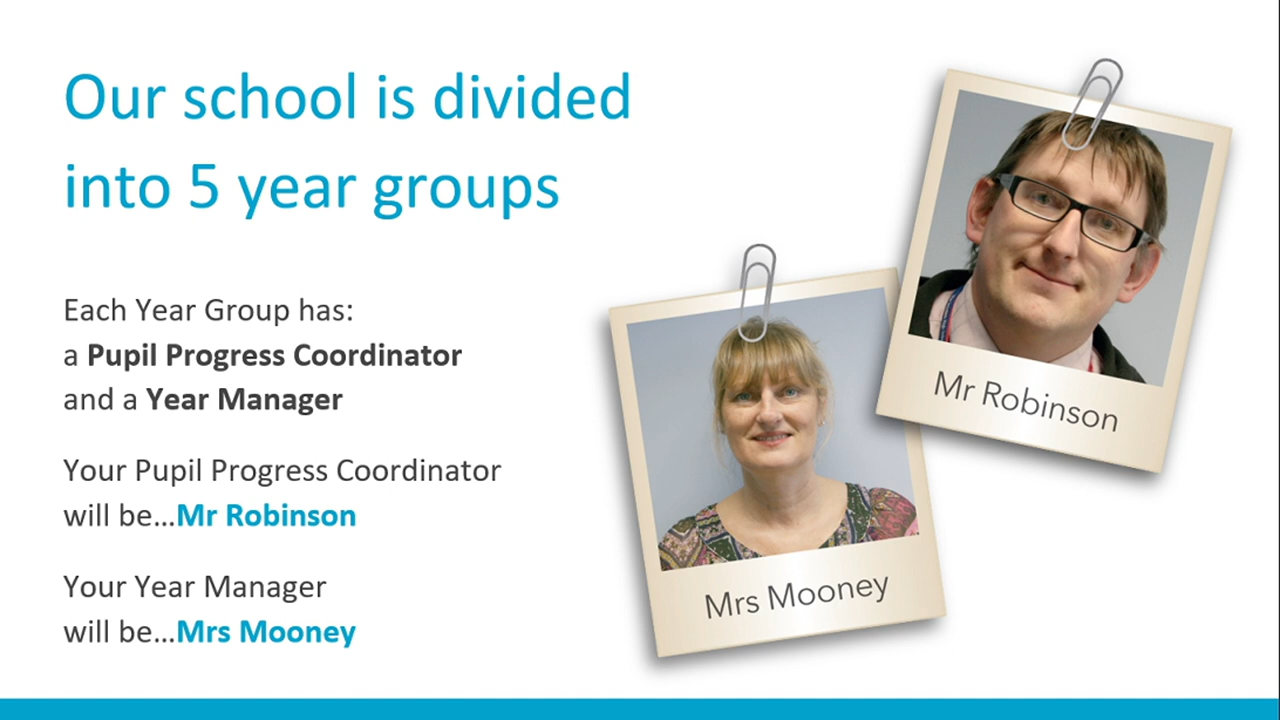 Our school is divided
into 5 year groups
Each Year Group has:
a Pupil Progress Coordinator
and a Year Manager
Your Pupil Progress Coordinator
will be...Mr Robinson
Your Year Manager
will be...Mrs Mooney
Mr Robinson
Mrs Mooney